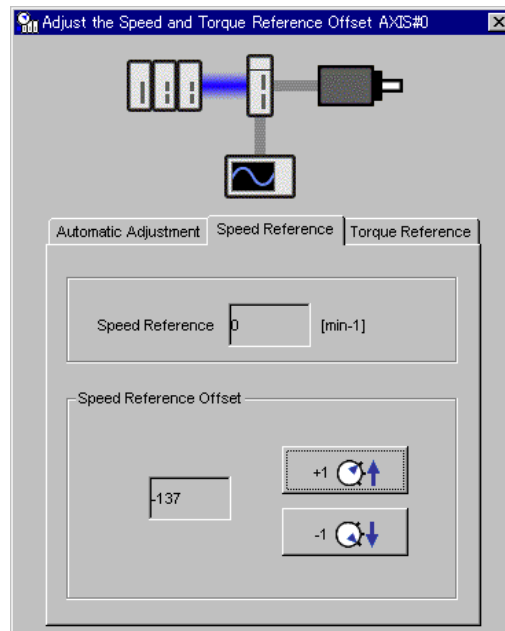 Adjust the Speed and Torque Reference Offset AXIS#0
Automatic Adjustment Speed Reference Torque Reference
Speed Reference 0 [min-1]
Speed Reference Offset
-137
+1
-1